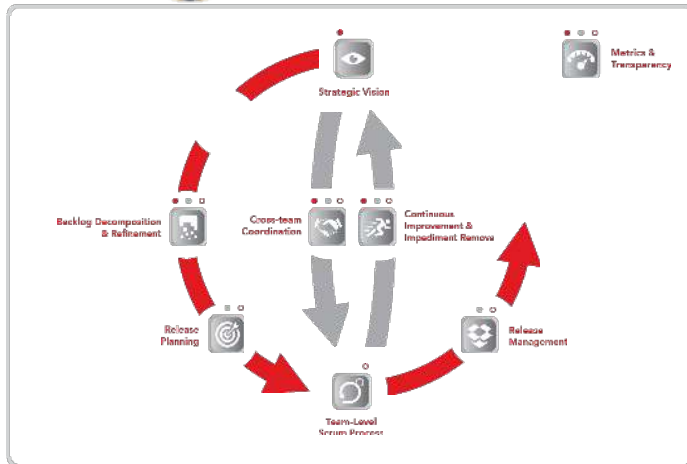 Metrics &
Transparency
Strategic Vision
Backlog Decomposition
& Refinement
Cross-team
Coordination
Continuous
Improvement &
Impediment Remove
Release
Planning
Release
Management
Team-Level
Scrum Process